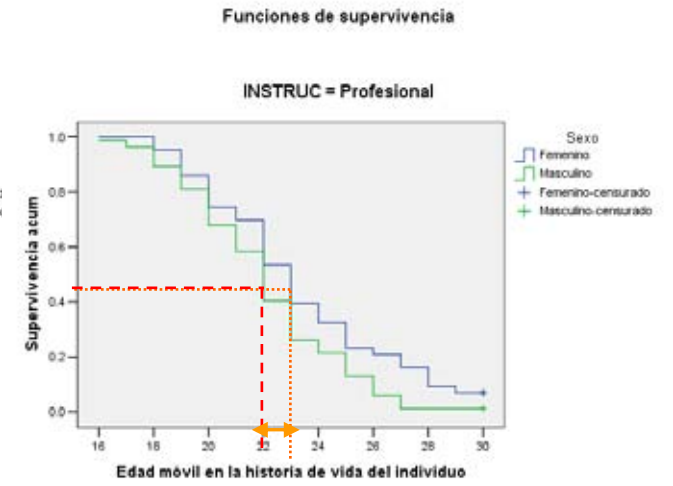 Funciones de supervivencia
INSTRUC = Profesional
Supervivencia acum
1.0
0.8
0.6
0.4
0.2
0.0
16 18 20 22 24 26 28 30
Edad móvil en la historia de vida del individuo
Sexo
Femenino
Masculino
Femenino-censurado
Masculino-censurado